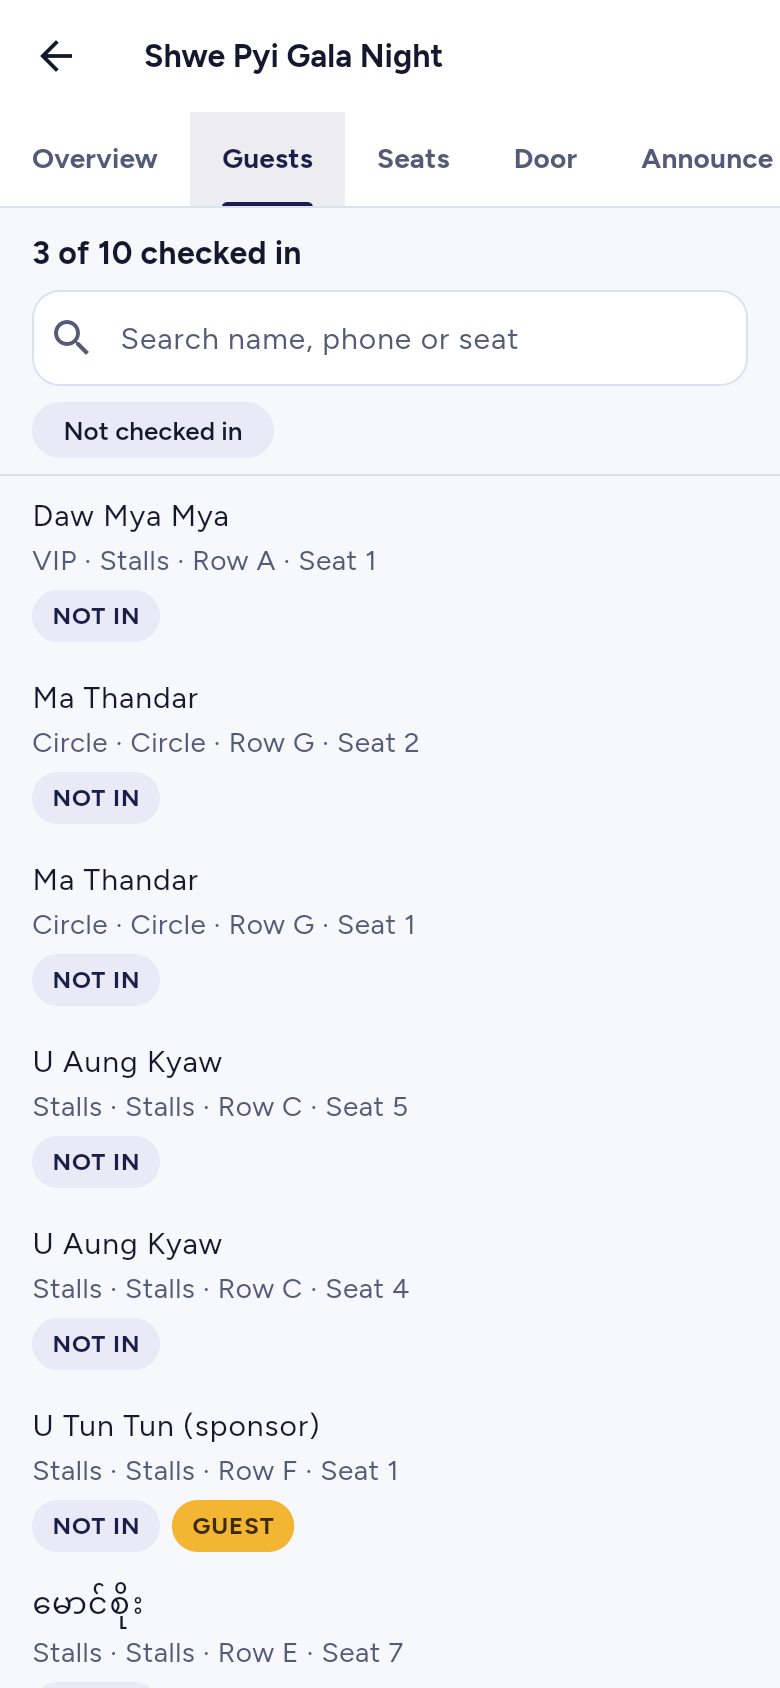 Shwe Pyi Gala Night
Overview Guests Seats Door Announce
3 of 10 checked in
Search name, phone or seat
Not checked in
Daw Mya Mya
VIP · Stalls · Row A · Seat 1
NOT IN
Ma Thandar
Circle · Circle · Row G · Seat 2
NOT IN
Ma Thandar
Circle · Circle · Row G · Seat 1
NOT IN
U Aung Kyaw
Stalls · Stalls · Row C · Seat 5
NOT IN
U Aung Kyaw
Stalls · Stalls · Row C · Seat 4
NOT IN
U Tun Tun (sponsor)
Stalls · Stalls · Row F · Seat 1
NOT IN GUEST
မောင်စိုး
Stalls · Stalls · Row E · Seat 7